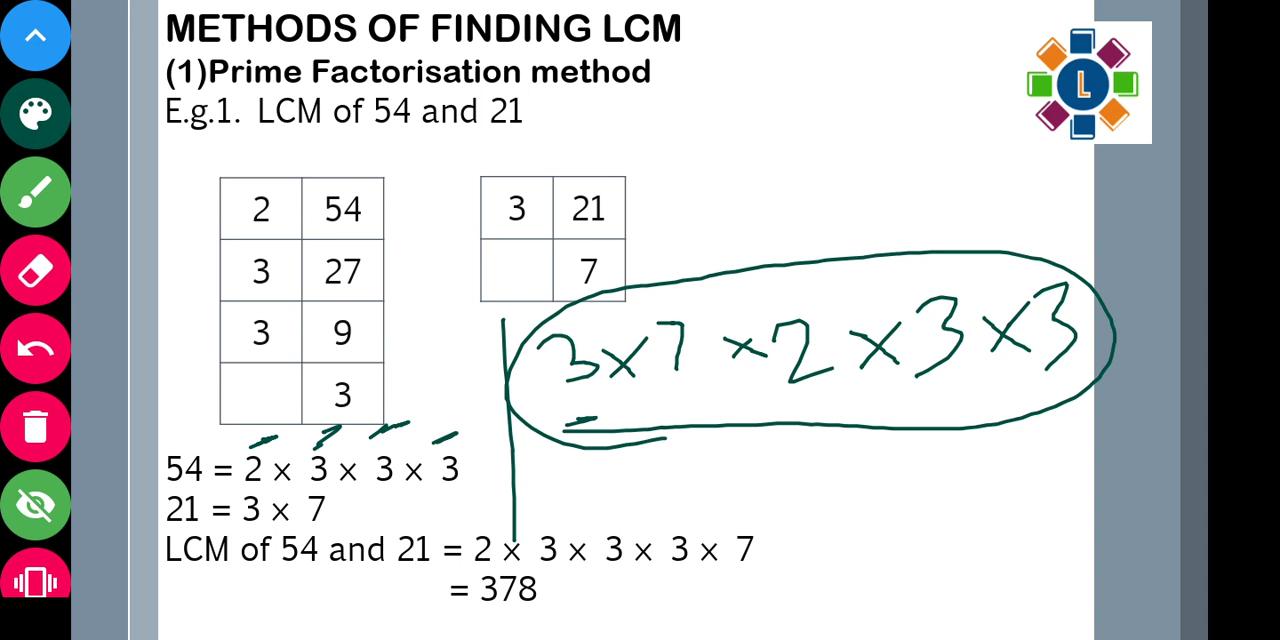 METHODS OF FINDING LCM
(1)Prime Factorisation method
E.g.1. LCM of 54 and 21
L
2 54
3 27
3 9
3
3 21
7
3 x 7 x 2 x 3 x 3
54 = 2 × 3 × 3 × 3
21 = 3 × 7
LCM of 54 and 21 = 2 × 3 × 3 × 3 × 7
= 378